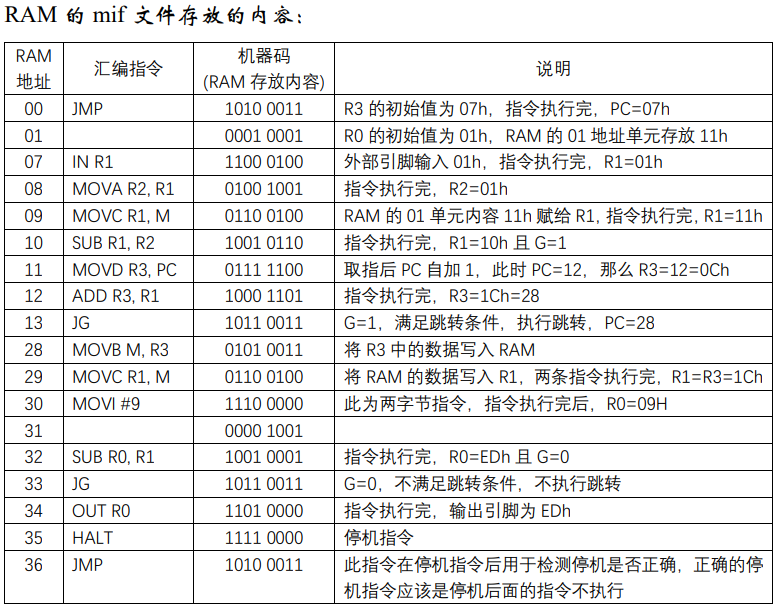 RAM 的 mif 文件存放的内容：
RAM 地址 汇编指令 机器码 (RAM 存放内容) 说明
00 JMP 1010 0011 R3 的初始值为 07h，指令执行完，PC=07h
01 0001 0001 R0 的初始值为 01h，RAM 的 01 地址单元存放 11h
07 IN R1 1100 0100 外部引脚输入 01h，指令执行完，R1=01h
08 MOVA R2, R1 0100 1001 指令执行完，R2=01h
09 MOVC R1, M 0110 0100 RAM 的 01 单元内容 11h 赋给 R1，指令执行完，R1=11h
10 SUB R1, R2 1001 0110 指令执行完，R1=10h 且 G=1
11 MOVD R3, PC 0111 1100 取指后 PC 自加 1，此时 PC=12，那么 R3=12=0Ch
12 ADD R3, R1 1000 1101 指令执行完，R3=1Ch=28
13 JG 1011 0011 G=1，满足跳转条件，执行跳转，PC=28
28 MOVB M, R3 0101 0011 将 R3 中的数据写入 RAM
29 MOVC R1, M 0110 0100 将 RAM 的数据写入 R1，两条指令执行完，R1=R3=1Ch
30 MOVI #9 1110 0000 此为两字节指令，指令执行完后，R0=09H
31 0000 1001
32 SUB R0, R1 1001 0001 指令执行完，R0=EDh 且 G=0
33 JG 1011 0011 G=0，不满足跳转条件，不执行跳转
34 OUT R0 1101 0000 指令执行完，输出引脚为 EDh
35 HALT 1111 0000 停机指令
36 JMP 1010 0011 此指令在停机指令后用于检测停机是否正确，正确的停
机指令应该是停机后面的指令不执行